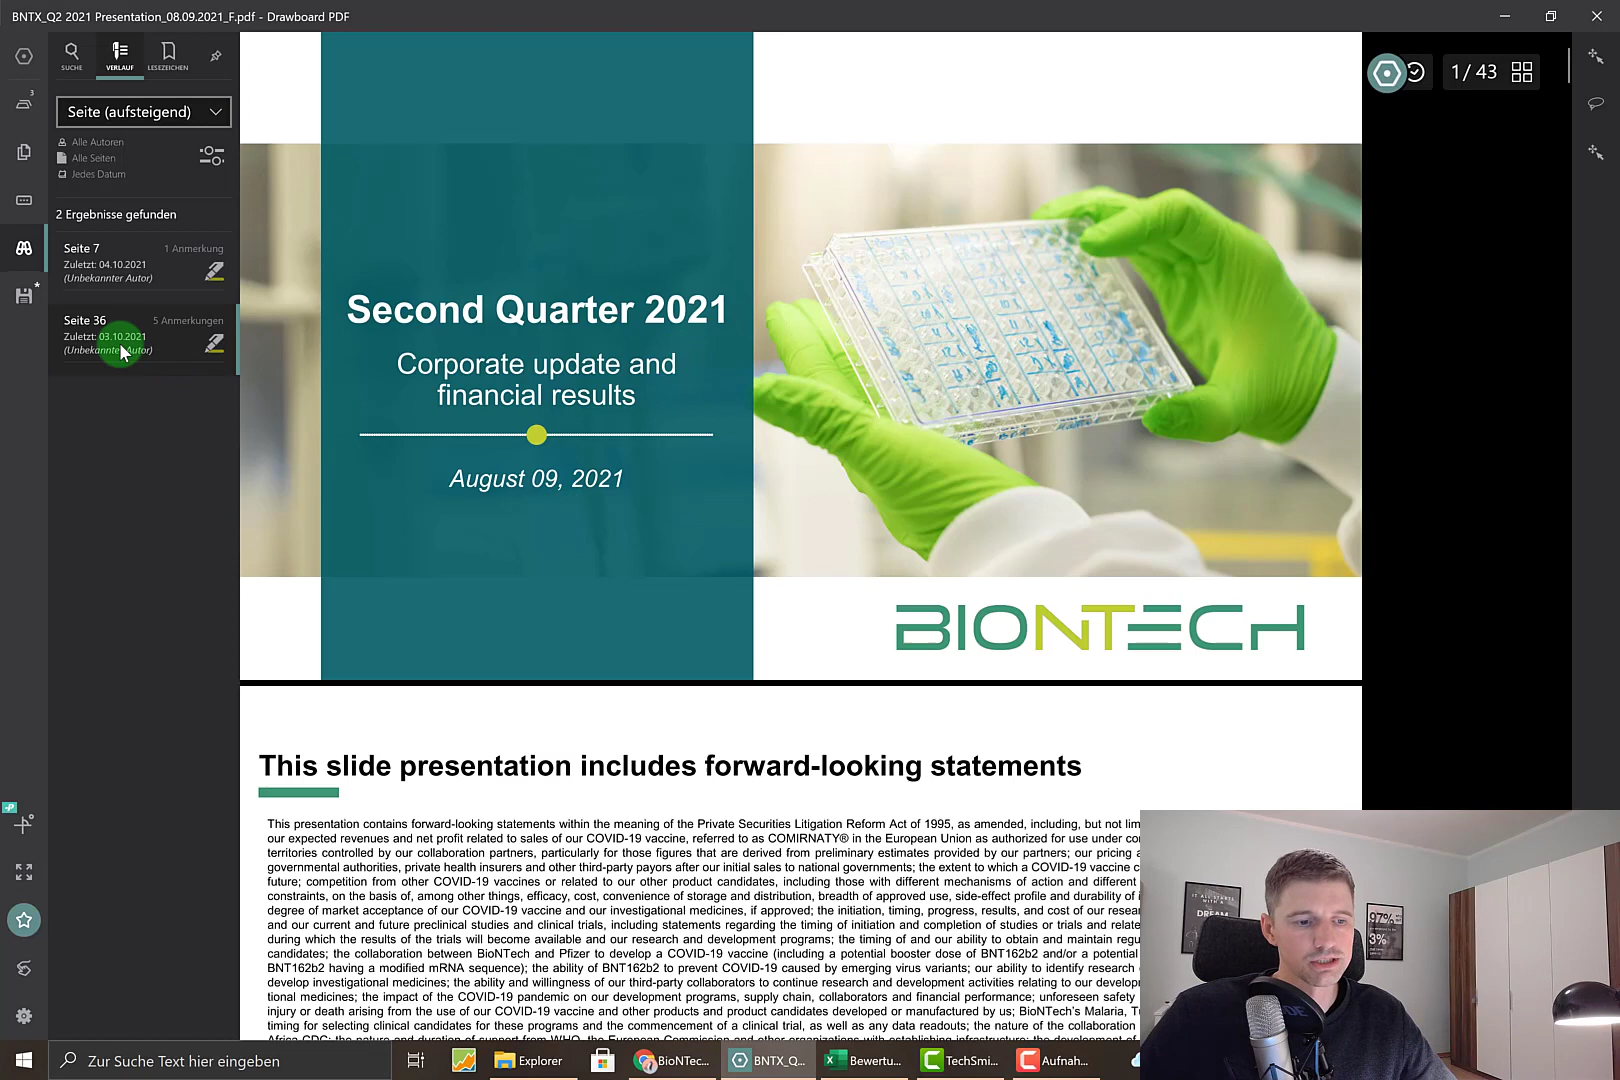 BNTX_Q2 2021 Presentation_08.09.2021_F.pdf - Drawboard PDF
SUCHE
VERLAUF
LESEZEICHEN
3
Seite (aufsteigend)
Alle Autoren
Alle Seiten
Jedes Datum
2 Ergebnisse gefunden
Seite 7
1 Anmerkung
Zuletzt: 04.10.2021
(Unbekannter Autor)
Seite 36
5 Anmerkungen
Zuletzt: 03.10.2021
(Unbekannter Autor)
1 / 43
Second Quarter 2021
Corporate update and
financial results
August 09, 2021
BIONTECH
This slide presentation includes forward-looking statements
This presentation contains forward-looking statements within the meaning of the Private Securities Litigation Reform Act of 1995, as amended, including, but not lim
our expected revenues and net profit related to sales of our COVID-19 vaccine, referred to as COMIRNATY® in the European Union as authorized for use under co
territories controlled by our collaboration partners, particularly for those figures that are derived from preliminary estimates provided by our partners; our pricing a
governmental authorities, private health insurers and other third-party payors after our initial sales to national governments; the extent to which a COVID-19 vaccine c
future; competition from other COVID-19 vaccines or related to our other product candidates, including those with different mechanisms of action and different
constraints, on the basis of, among other things, efficacy, cost, convenience of storage and distribution, breadth of approved use, side-effect profile and durability of i
degree of market acceptance of our COVID-19 vaccine and our investigational medicines, if approved; the initiation, timing, progress, results, and cost of our resear
and our current and future preclinical studies and clinical trials, including statements regarding the timing of initiation and completion of studies or trials and relate
during which the results of the trials will become available and our research and development programs; the timing of and our ability to obtain and maintain regu
candidates; the collaboration between BioNTech and Pfizer to develop a COVID-19 vaccine (including a potential booster dose of BNT162b2 and/or a potential
BNT162b2 having a modified mRNA sequence); the ability of BNT162b2 to prevent COVID-19 caused by emerging virus variants; our ability to identify research
develop investigational medicines; the ability and willingness of our third-party collaborators to continue research and development activities relating to our develop
tional medicines; the impact of the COVID-19 pandemic on our development programs, supply chain, collaborators and financial performance; unforeseen safety
injury or death arising from the use of our COVID-19 vaccine and other products and product candidates developed or manufactured by us; BioNTech's Malaria, T
timing for selecting clinical candidates for these programs and the commencement of a clinical trial, as well as any data readouts; the nature of the collaboration
DREAM
97%
3%
Zur Suche Text hier eingeben
Explorer
BioNTec...
BNTX_Q...
Bewertu...
TechSmi...
Aufnah...